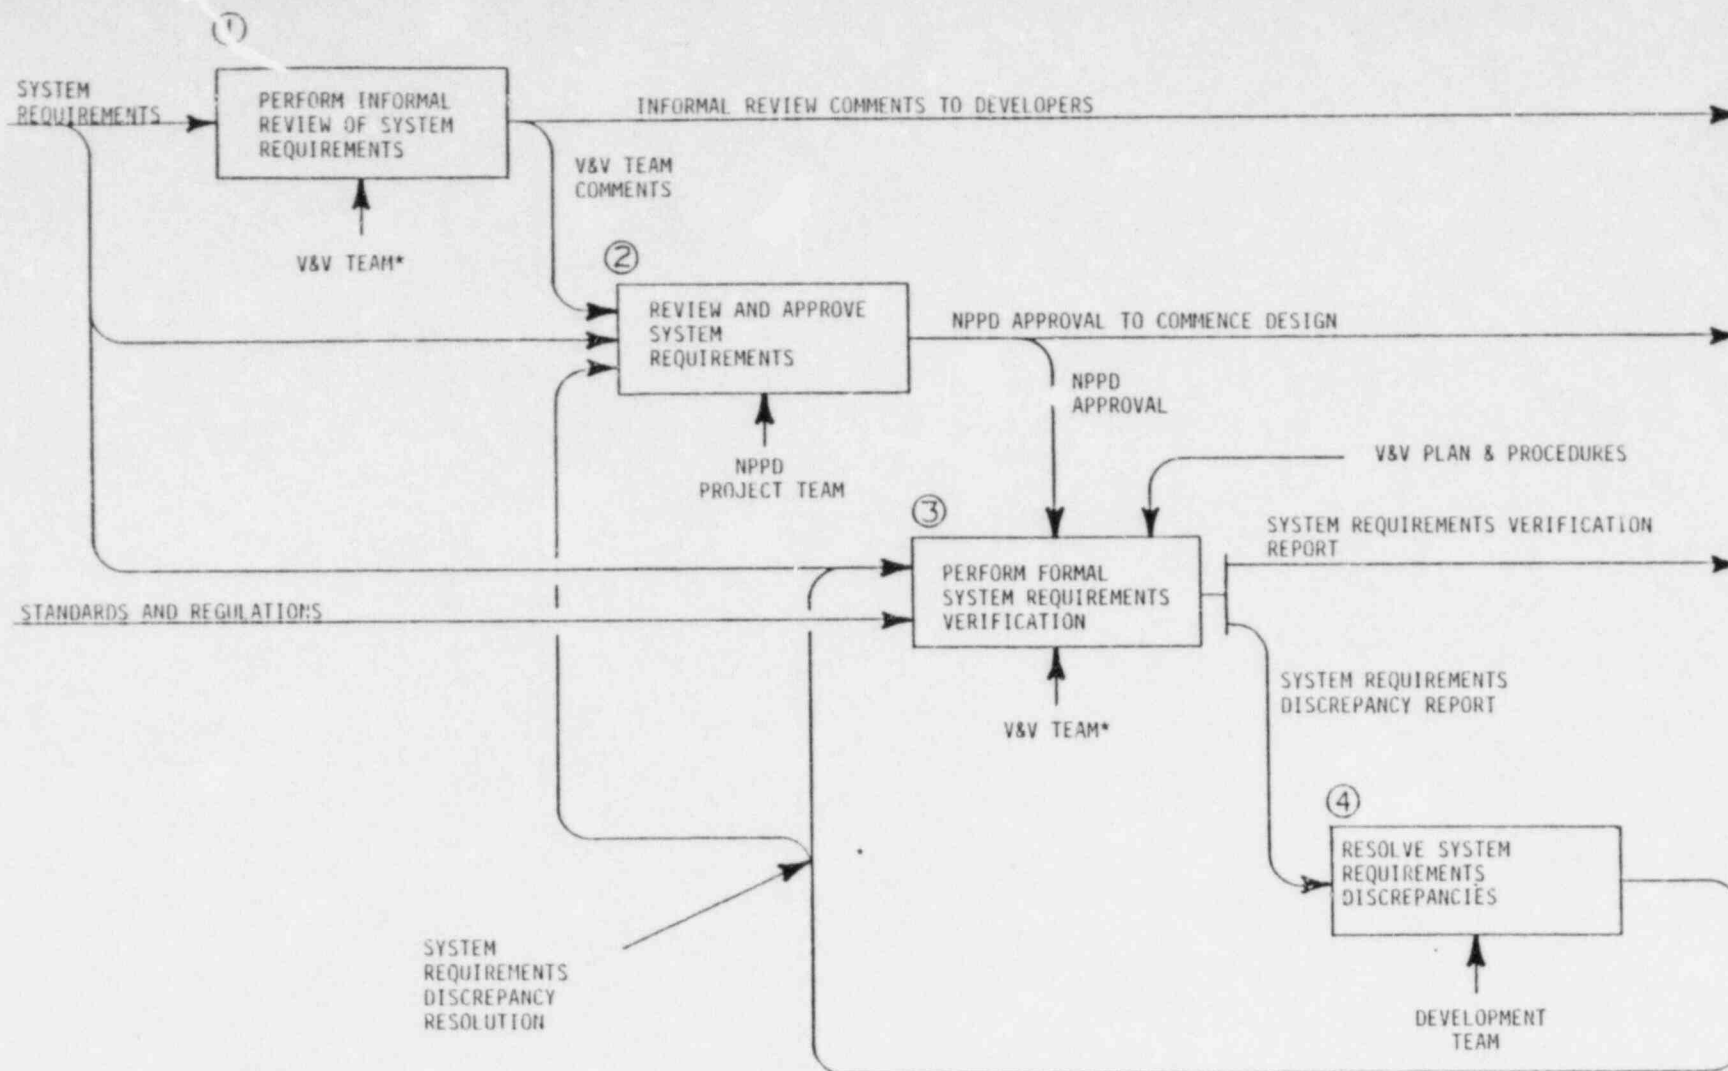 ①
SYSTEM
REQUIREMENTS
PERFORM INFORMAL
REVIEW OF SYSTEM
REQUIREMENTS
INFORMAL REVIEW COMMENTS TO DEVELOPERS
V&V TEAM
COMMENTS
V&V TEAM*
②
REVIEW AND APPROVE
SYSTEM
REQUIREMENTS
NPPD APPROVAL TO COMMENCE DESIGN
NPPD
APPROVAL
NPPD
PROJECT TEAM
V&V PLAN & PROCEDURES
③
PERFORM FORMAL
SYSTEM REQUIREMENTS
VERIFICATION
SYSTEM REQUIREMENTS VERIFICATION
REPORT
STANDARDS AND REGULATIONS
SYSTEM REQUIREMENTS
DISCREPANCY REPORT
V&V TEAM*
④
RESOLVE SYSTEM
REQUIREMENTS
DISCREPANCIES
SYSTEM
REQUIREMENTS
DISCREPANCY
RESOLUTION
DEVELOPMENT
TEAM